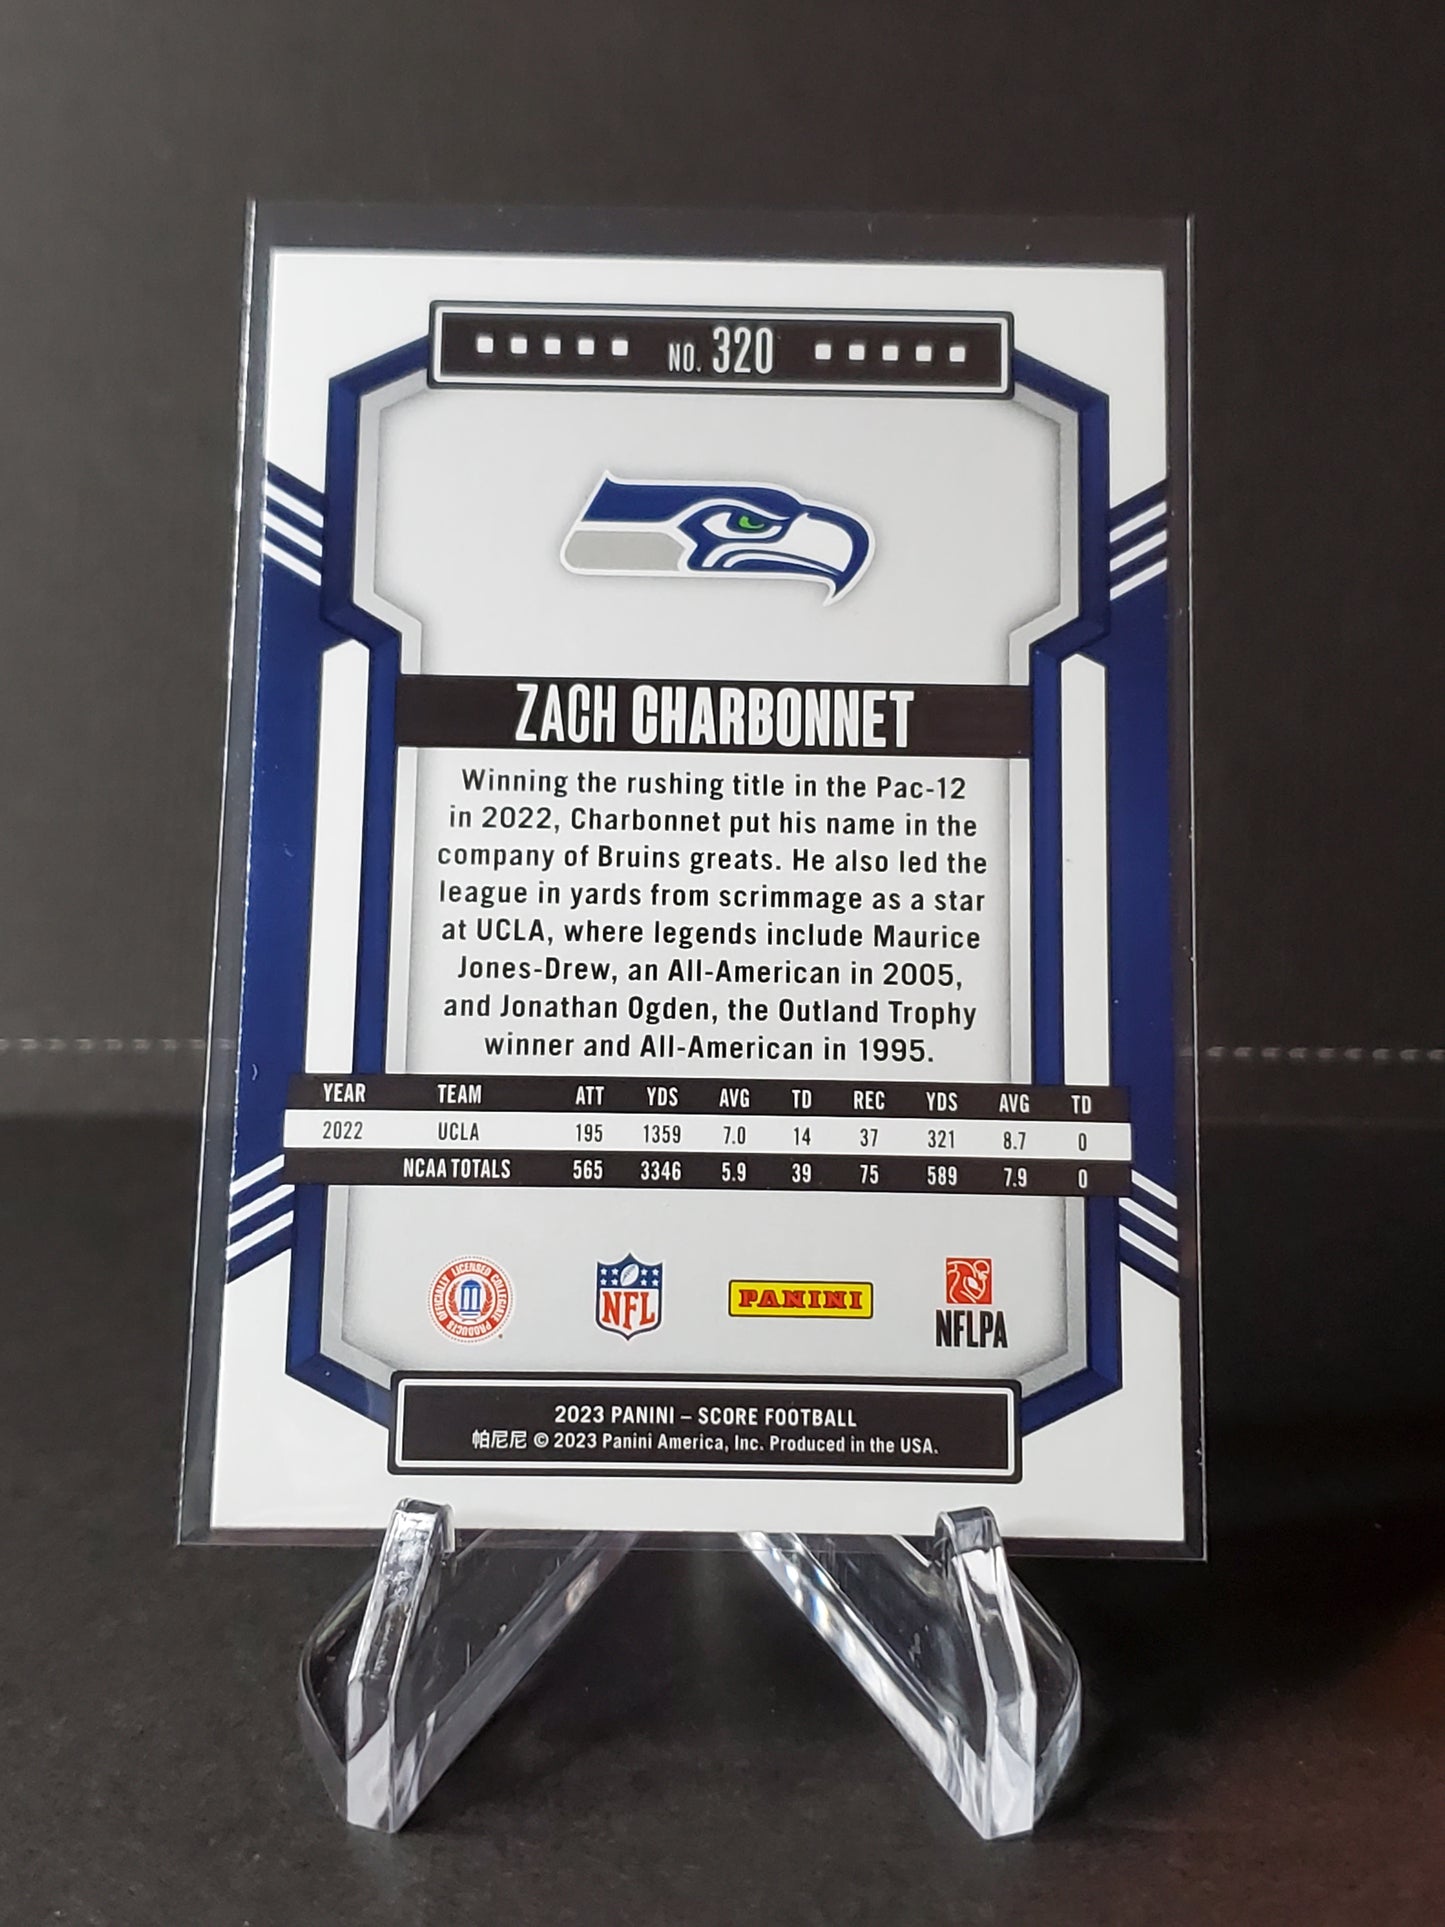 NO. 320
ZACH CHARBONNET
Winning the rushing title in the Pac-12
in 2022, Charbonnet put his name in the
company of Bruins greats. He also led the
league in yards from scrimmage as a star
at UCLA, where legends include Maurice
Jones-Drew, an All-American in 2005,
and Jonathan Ogden, the Outland Trophy
winner and All-American in 1995.
YEAR TEAM ATT YDS AVG TD REC YDS AVG TD
2022 UCLA 195 1359 7.0 14 37 321 8.7 0
NCAA TOTALS 565 3346 5.9 39 75 589 7.9 0
OFFICIALLY LICENSED COLLEGIATE PRODUCTS
NFL
PANINI
NFLPA
2023 PANINI – SCORE FOOTBALL
帕尼尼 © 2023 Panini America, Inc. Produced in the USA.